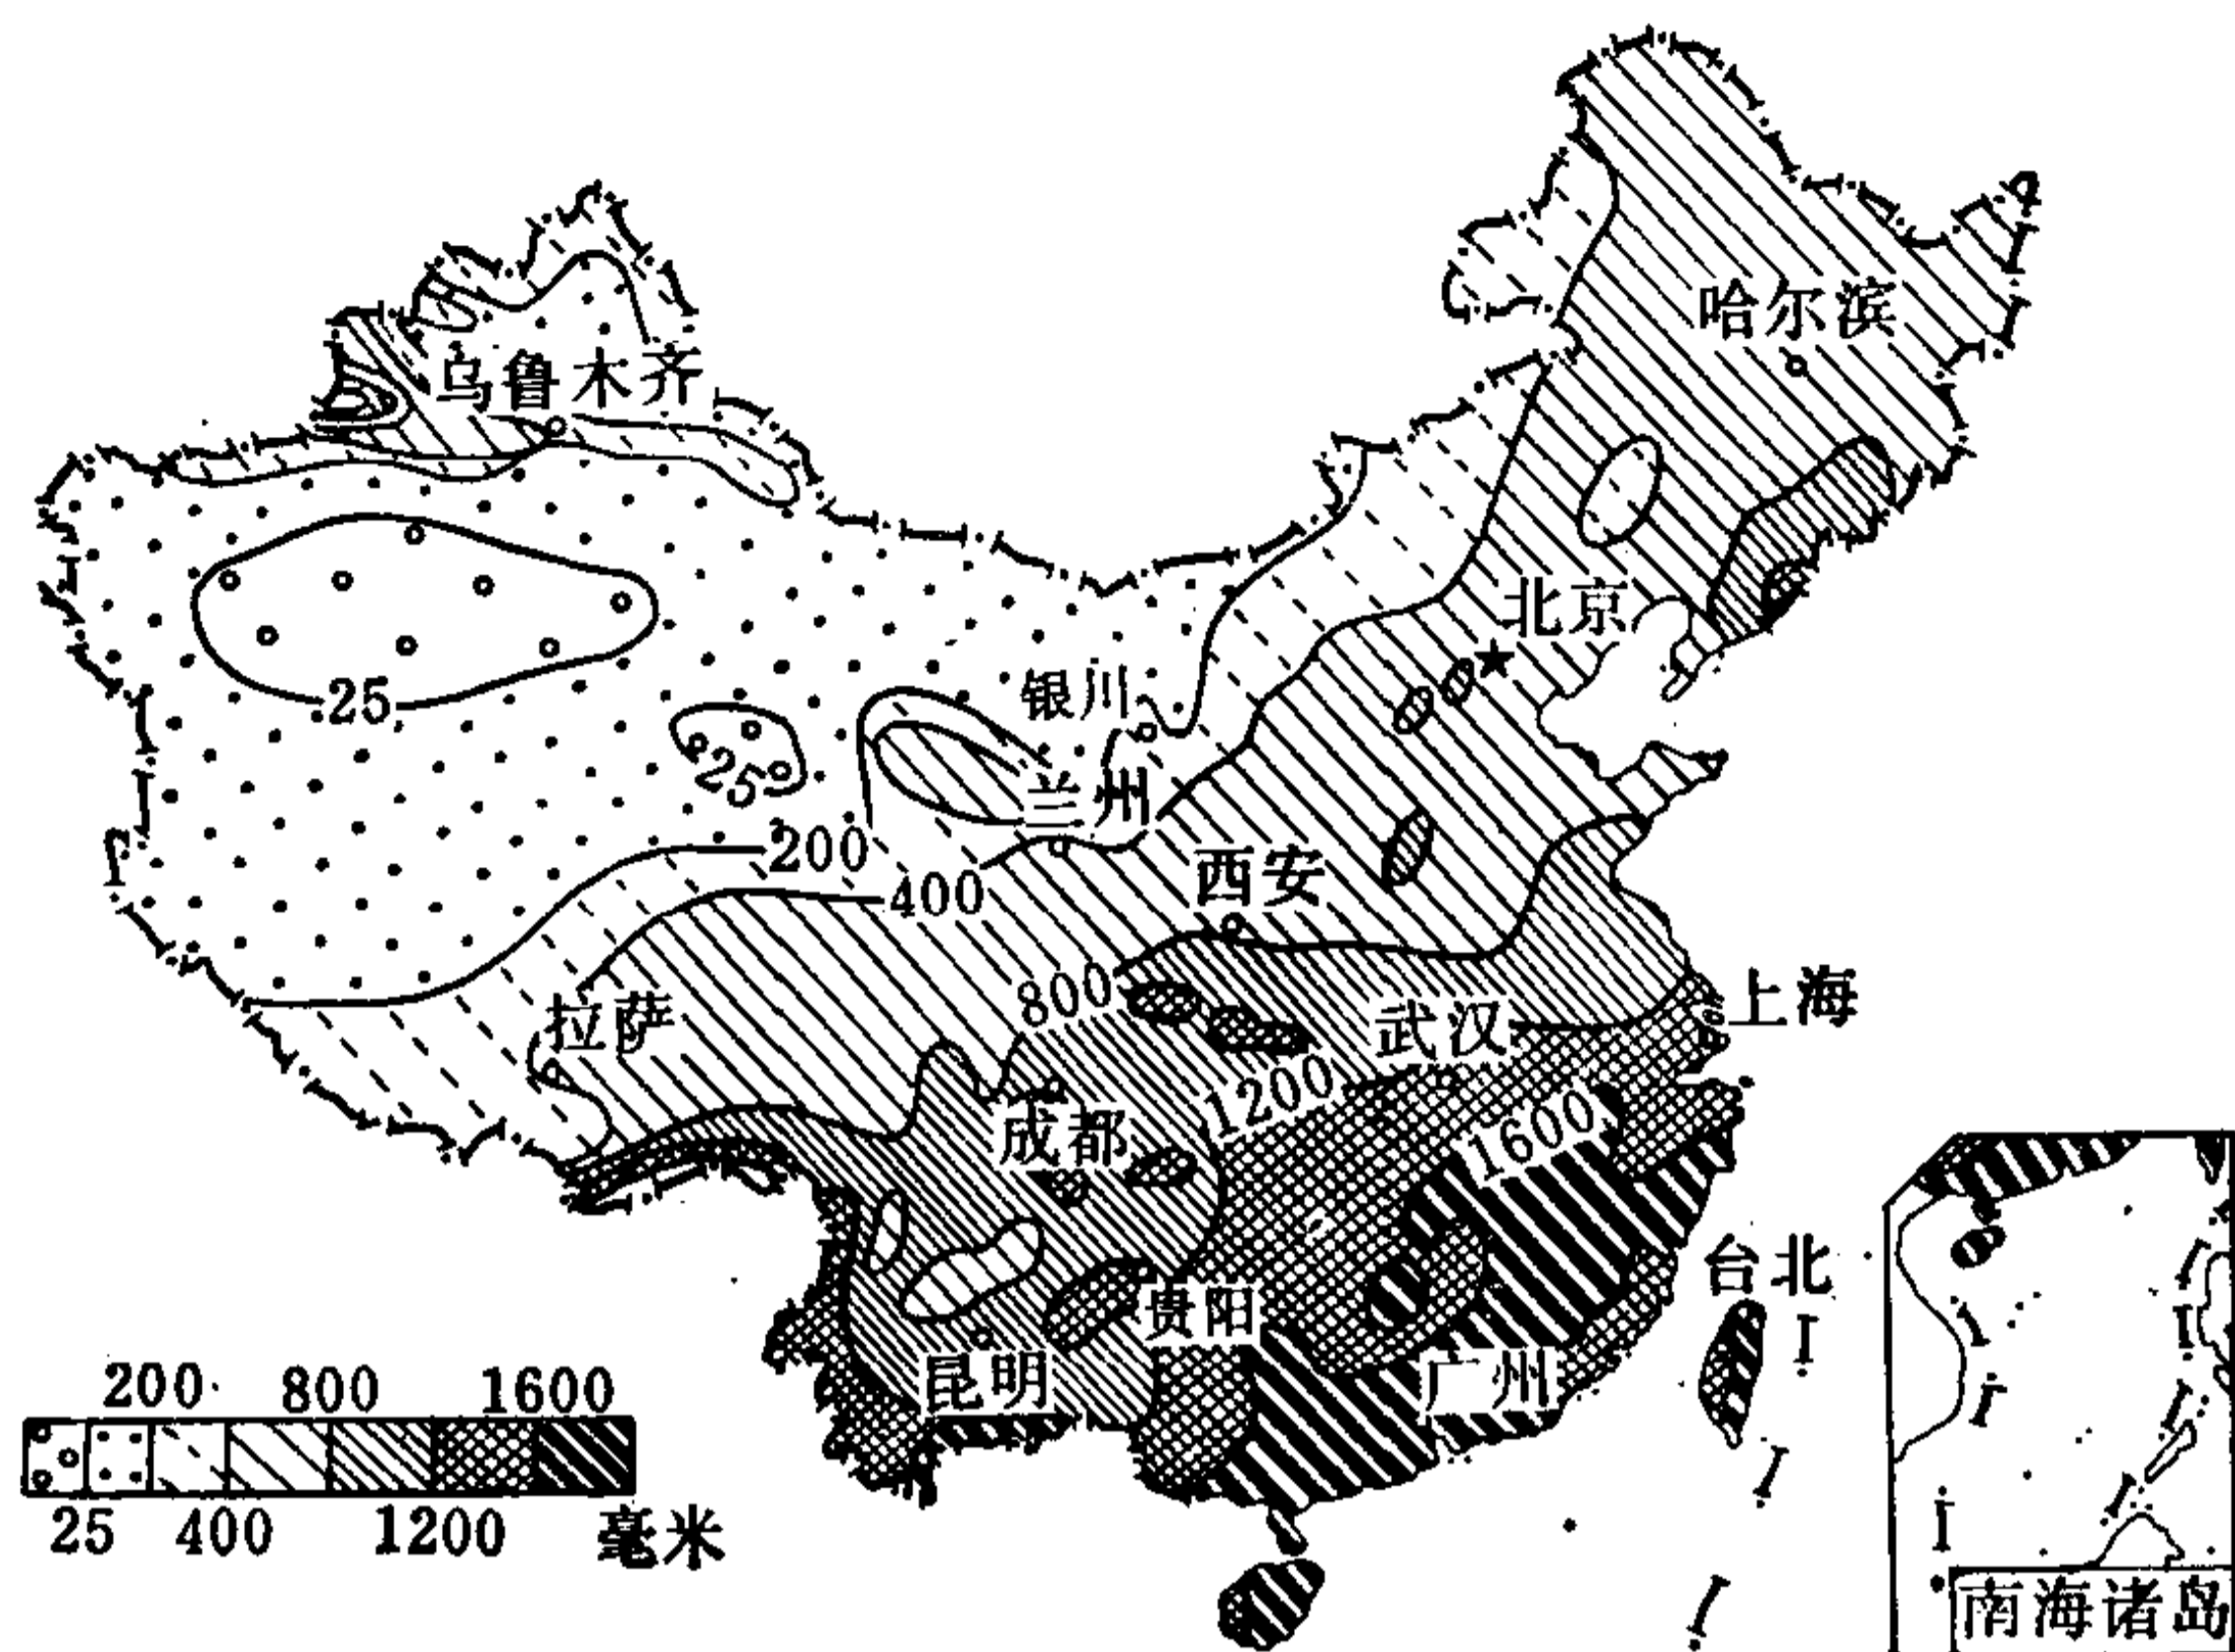 哈尔滨
乌鲁木齐
北京
25
银川
25
兰州
200
400
西安
拉萨
800
武汉
上海
1200
成都
1600
台北
贵阳
昆明
广州
200 800 1600
25 400 1200 毫米
南海诸岛